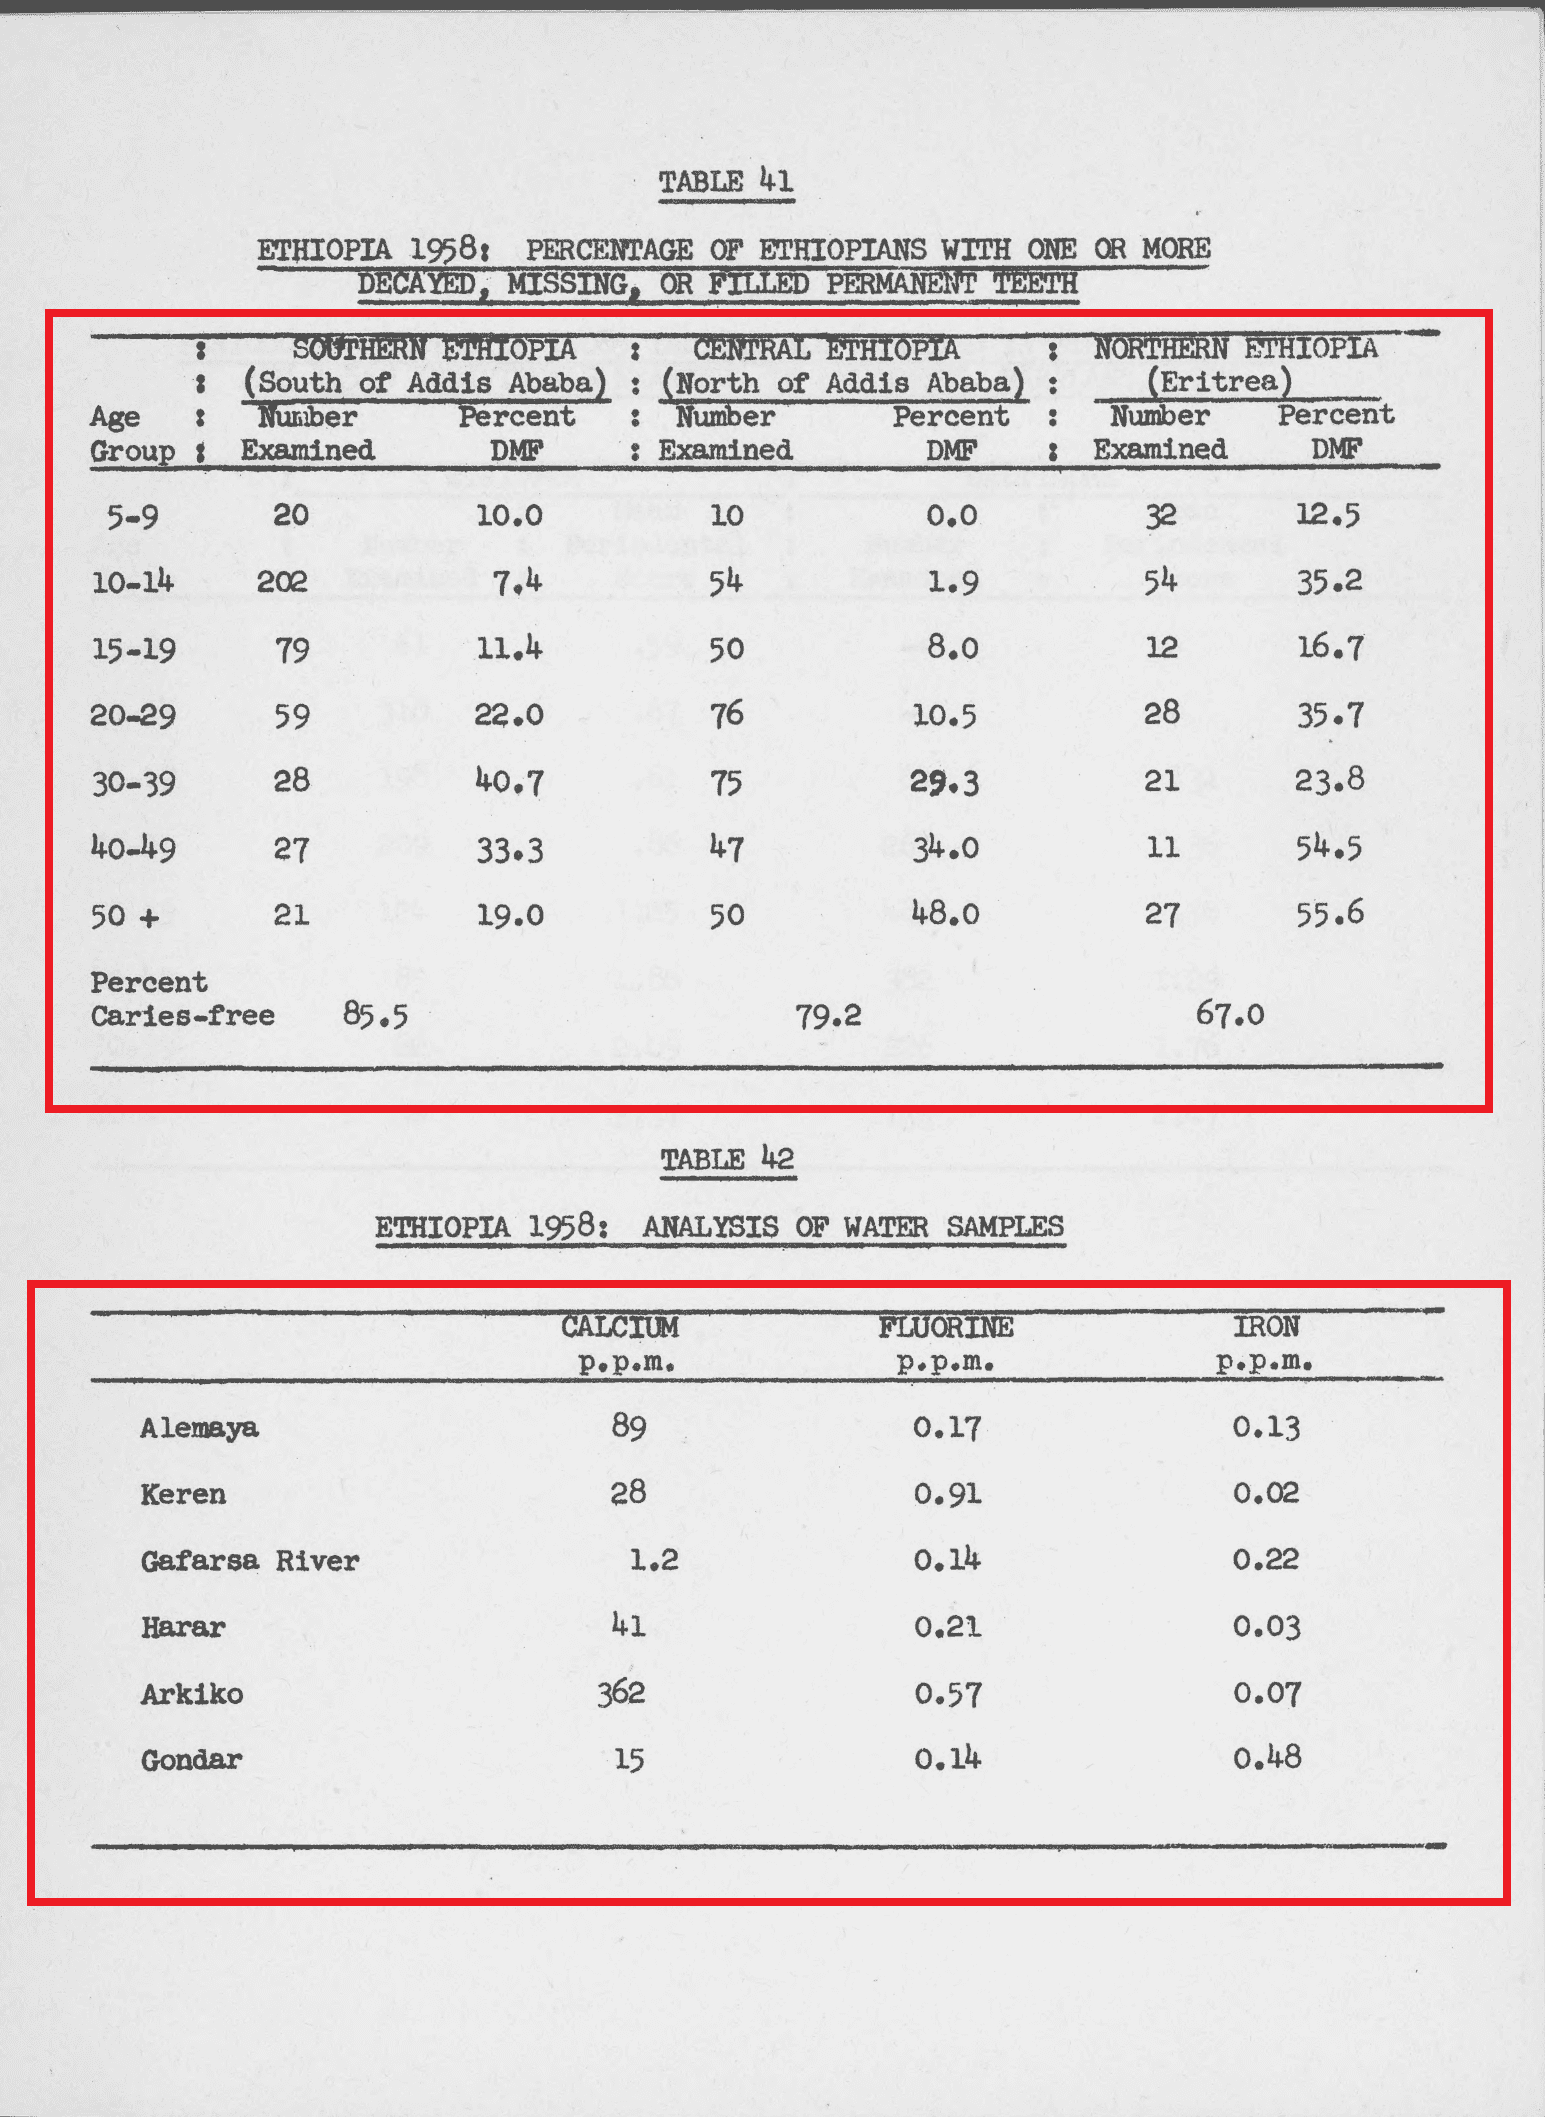 TABLE 41
ETHIOPIA 1958: PERCENTAGE OF ETHIOPIANS WITH ONE OR MORE
DECAYED, MISSING, OR FILLED PERMANENT TEETH
: SOUTHERN ETHIOPIA : CENTRAL ETHIOPIA : NORTHERN ETHIOPIA
: (South of Addis Ababa) : (North of Addis Ababa) : (Eritrea)
Age : Number Percent : Number Percent : Number Percent
Group : Examined DMF : Examined DMF : Examined DMF
5-9 20 10.0 10 0.0 32 12.5
10-14 202 7.4 54 1.9 54 35.2
15-19 79 11.4 50 8.0 12 16.7
20-29 59 22.0 76 10.5 28 35.7
30-39 28 40.7 75 29.3 21 23.8
40-49 27 33.3 47 34.0 11 54.5
50 + 21 19.0 50 48.0 27 55.6
Percent
Caries-free 85.5 79.2 67.0
TABLE 42
ETHIOPIA 1958: ANALYSIS OF WATER SAMPLES
CALCIUM FLUORINE IRON
p.p.m. p.p.m. p.p.m.
Alemaya 89 0.17 0.13
Keren 28 0.91 0.02
Gafarsa River 1.2 0.14 0.22
Harar 41 0.21 0.03
Arkiko 362 0.57 0.07
Gondar 15 0.14 0.48